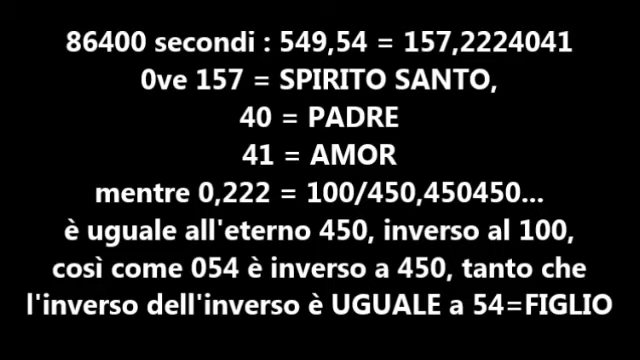 86400 secondi : 549,54 = 157,2224041
0ve 157 = SPIRITO SANTO,
40 = PADRE
41 = AMOR
mentre 0,222 = 100/450,450450...
è uguale all'eterno 450, inverso al 100,
così come 054 è inverso a 450, tanto che
l'inverso dell'inverso è UGUALE a 54=FIGLIO